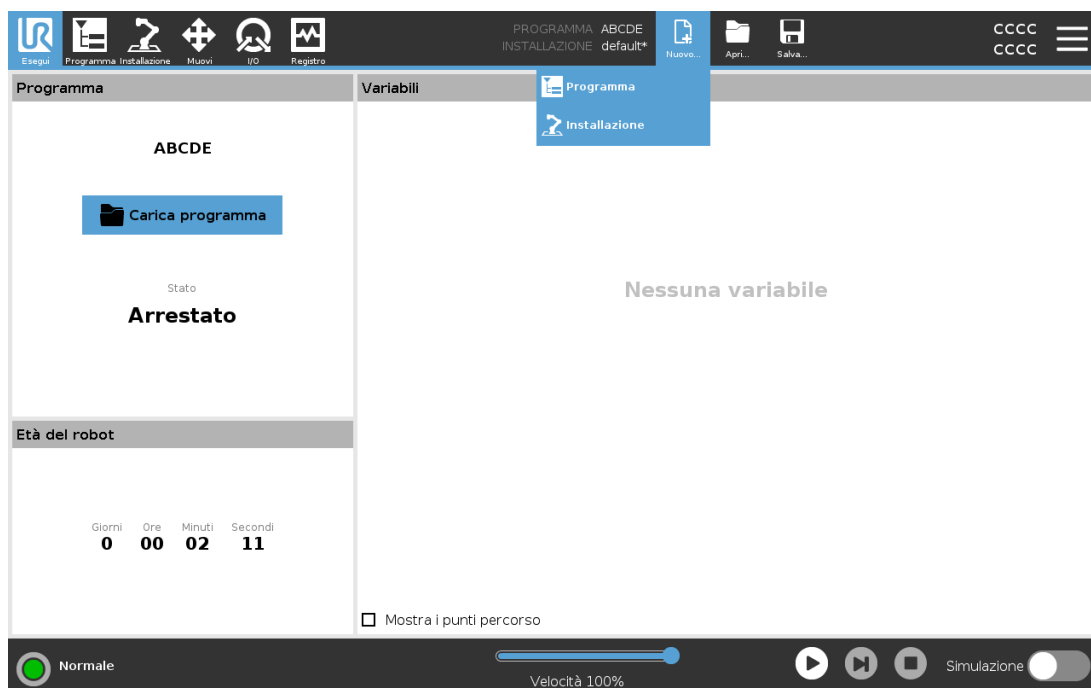 UR
Esegui
Programma
Installazione
Muovi
I/O
Registro
PROGRAMMA ABCDE
INSTALLAZIONE default*
Nuovo...
Apri...
Salva...
CCCC
CCCC
Programma
Installazione
Programma
ABCDE
Carica programma
Stato
Arrestato
Variabili
Nessuna variabile
Età del robot
Giorni Ore Minuti Secondi
0 00 02 11
Mostra i punti percorso
Normale
Velocità 100%
Simulazione